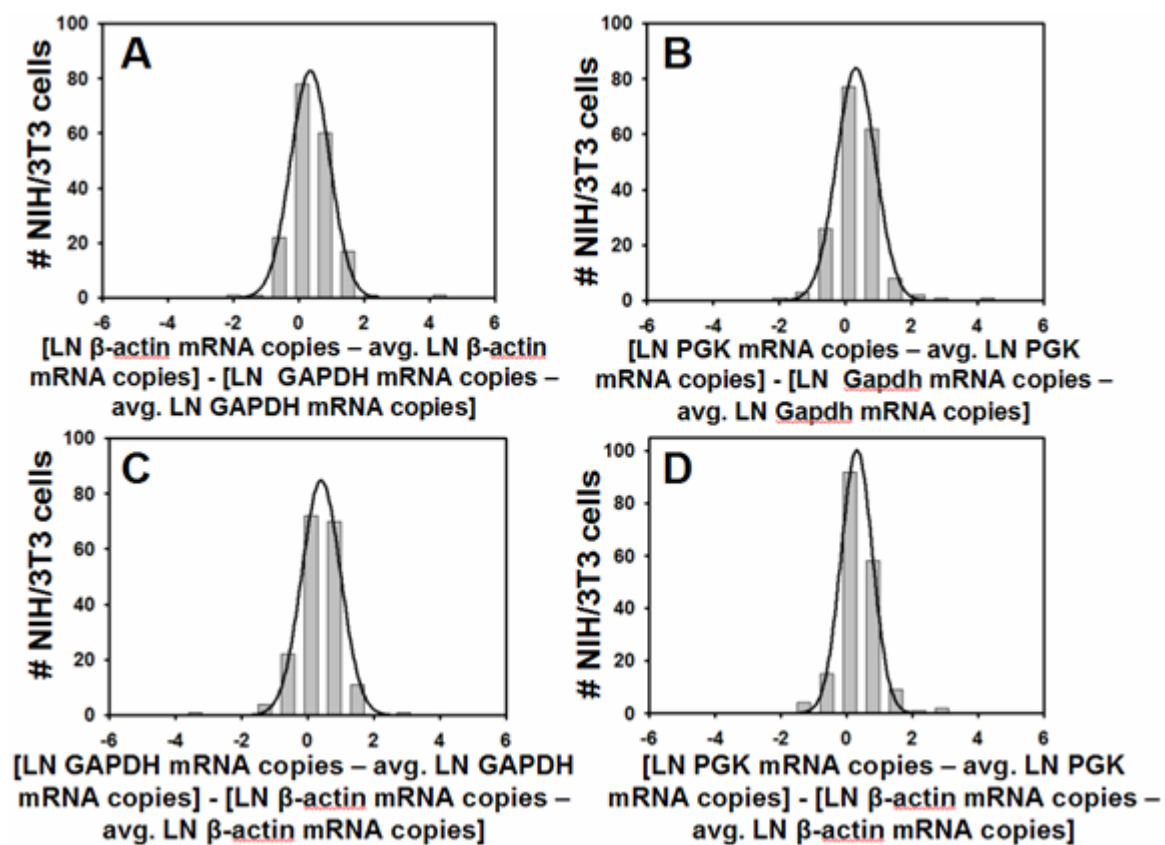 A
# NIH/3T3 cells
100
80
60
40
20
0
-6 -4 -2 0 2 4 6
[LN β-actin mRNA copies – avg. LN β-actin
mRNA copies] - [LN GAPDH mRNA copies –
avg. LN GAPDH mRNA copies]
B
# NIH/3T3 cells
100
80
60
40
20
0
-6 -4 -2 0 2 4 6
[LN PGK mRNA copies – avg. LN PGK
mRNA copies] - [LN Gapdh mRNA copies –
avg. LN Gapdh mRNA copies]
C
# NIH/3T3 cells
100
80
60
40
20
0
-6 -4 -2 0 2 4 6
[LN GAPDH mRNA copies – avg. LN GAPDH
mRNA copies] - [LN β-actin mRNA copies –
avg. LN β-actin mRNA copies]
D
# NIH/3T3 cells
100
80
60
40
20
0
-6 -4 -2 0 2 4 6
[LN PGK mRNA copies – avg. LN PGK
mRNA copies] - [LN β-actin mRNA copies –
avg. LN β-actin mRNA copies]